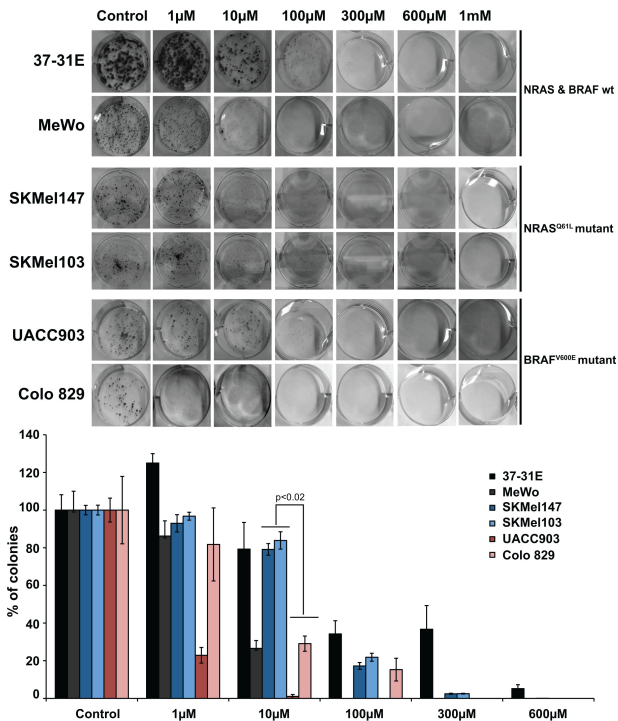 Control 1µM 10µM 100µM 300µM 600µM 1mM
37-31E
MeWo
NRAS & BRAF wt
SKMel147
SKMel103
NRASQ61L mutant
UACC903
Colo 829
BRAFV600E mutant
140
120
100
80
60
40
20
0
% of colonies
p<0.02
37-31E
MeWo
SKMel147
SKMel103
UACC903
Colo 829
Control 1µM 10µM 100µM 300µM 600µM